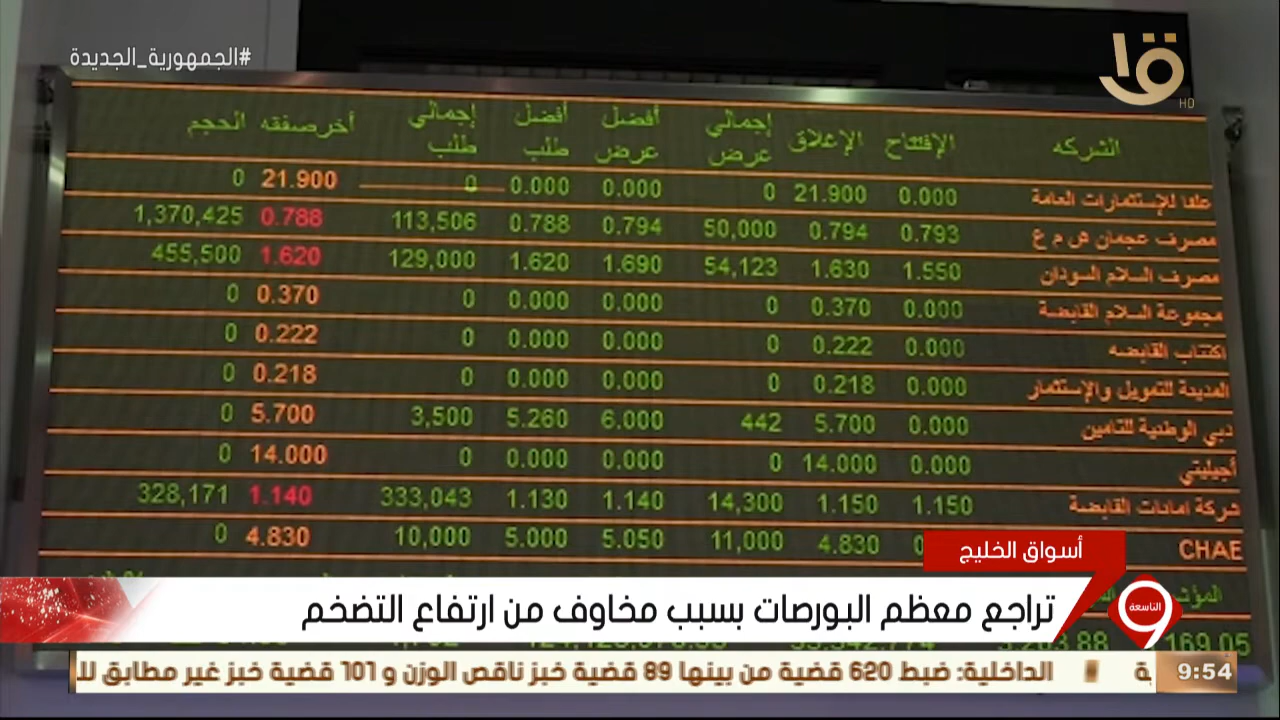 #الجمهورية_الجديدة
HD
الشركه الإفتتاح الإغلاق إجمالي عرض أفضل عرض أفضل طلب إجمالي طلب أخرصفقه الحجم
علفا للإستثمارات العامة 0.000 21.900 0 0.000 0.000 0 21.900 0
مصرف عجمان ش م ع 0.793 0.794 50,000 0.794 0.788 113,506 0.788 1,370,425
مصرف السلام السودان 1.550 1.630 54,123 1.690 1.620 129,000 1.620 455,500
مجموعة السلام القابضة 0.000 0.370 0 0.000 0.000 0 0.370 0
اكتتاب القابضه 0.000 0.222 0 0.000 0.000 0 0.222 0
المدينة للتمويل والإستثمار 0.000 0.218 0 0.000 0.000 0 0.218 0
دبي الوطنية للتامين 0.000 5.700 442 6.000 5.260 3,500 5.700 0
أجيليتي 0.000 14.000 0 0.000 0.000 0 14.000 0
شركة امانات القابضة 1.150 1.150 14,300 1.140 1.130 333,043 1.140 328,171
CHAE 4.830 11,000 5.050 5.000 10,000 4.830 0
أسواق الخليج
تراجع معظم البورصات بسبب مخاوف من ارتفاع التضخم
التاسعة
169.05 3,203.88
9:54
الداخلية: ضبط 620 قضية من بينها 89 قضية خبز ناقص الوزن و 101 قضية خبز غير مطابق للا